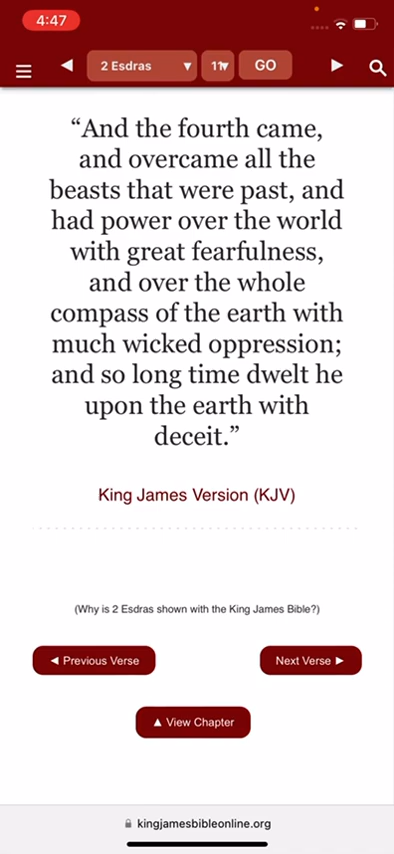 4:47
2 Esdras ▼ 11▼ GO
“And the fourth came,
and overcame all the
beasts that were past, and
had power over the world
with great fearfulness,
and over the whole
compass of the earth with
much wicked oppression;
and so long time dwelt he
upon the earth with
deceit.”
King James Version (KJV)
(Why is 2 Esdras shown with the King James Bible?)
◄ Previous Verse Next Verse ►
▲ View Chapter
kingjamesbibleonline.org